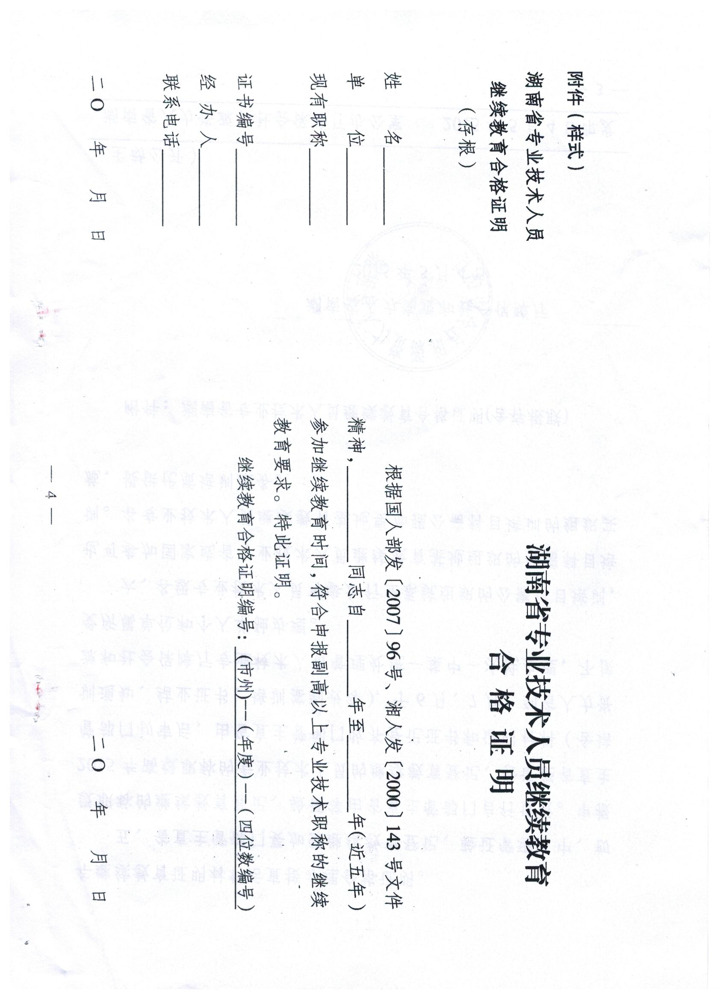 附件(样式)
湖南省专业技术人员
继续教育合格证明
(存根)
姓 名
单 位
现有职称
证书编号
经 办 人
联系电话
二〇 年 月 日
湖南省专业技术人员继续教育
合格证明
根据国人部发〔2007〕96号、湘人发〔2000〕143号文件
精神, 同志自 年至 年(近五年)
参加继续教育时间,符合申报副高以上专业技术职称的继续
教育要求。特此证明。
继续教育合格证明编号:(市州)—(年度)—(四位数编号)
二〇 年 月 日
— 4 —